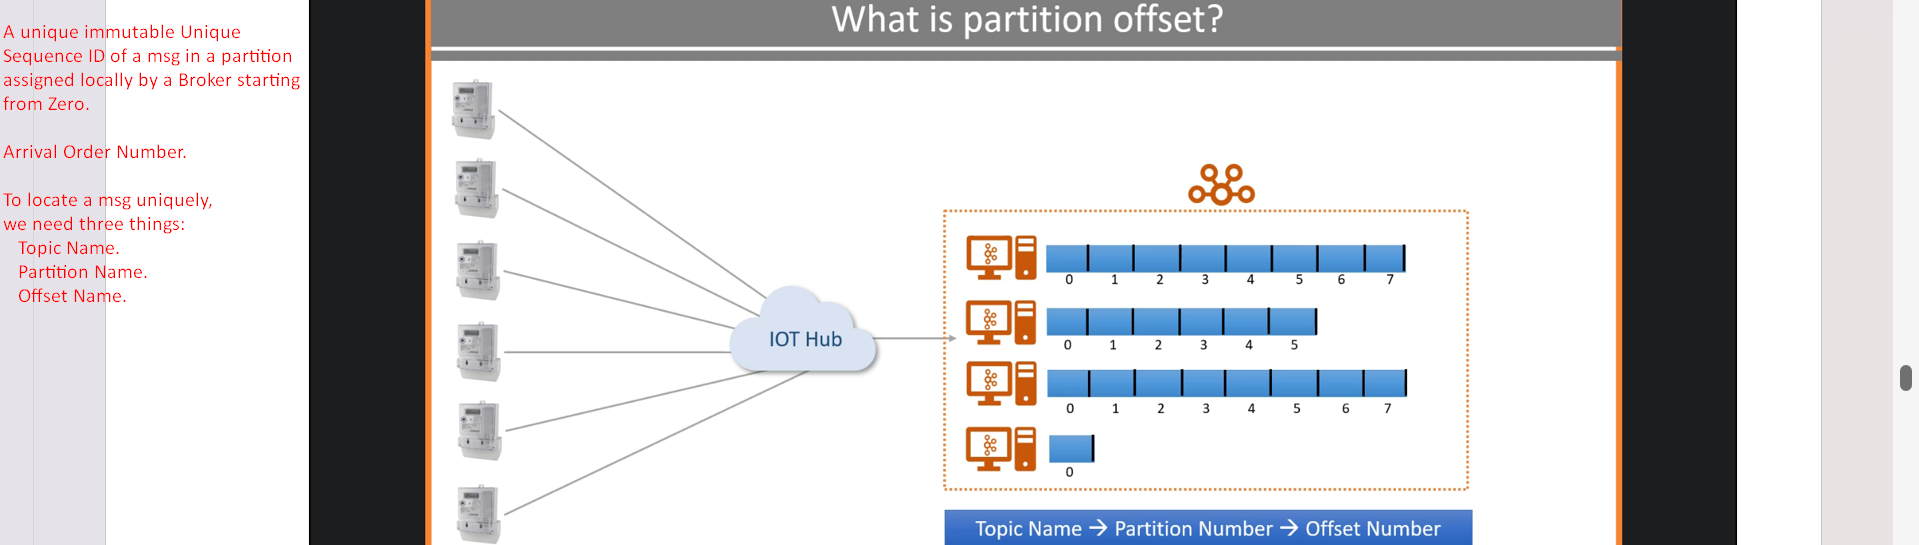 What is partition offset?
A unique immutable Unique
Sequence ID of a msg in a partition
assigned locally by a Broker starting
from Zero.
Arrival Order Number.
To locate a msg uniquely,
we need three things:
Topic Name.
Partition Name.
Offset Name.
IOT Hub
0 1 2 3 4 5 6 7
0 1 2 3 4 5
0 1 2 3 4 5 6 7
0
Topic Name → Partition Number → Offset Number